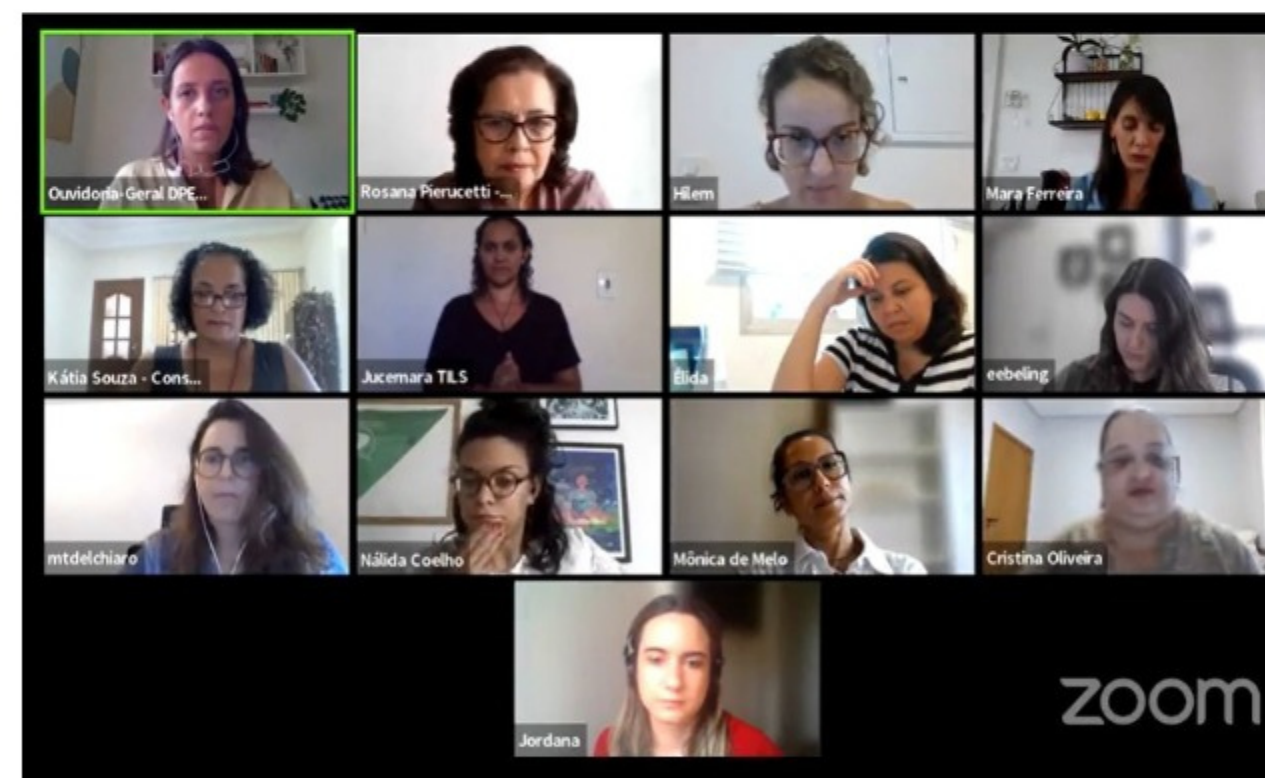 Ouvidoria-Geral DPE...
Rosana Pierucetti -...
Hilem
Mara Ferreira
Kátia Souza - Cons...
Jucemara TILS
Élida
eebeling
mtdelchiaro
Nálida Coelho
Mônica de Melo
Cristina Oliveira
Jordana
zoom